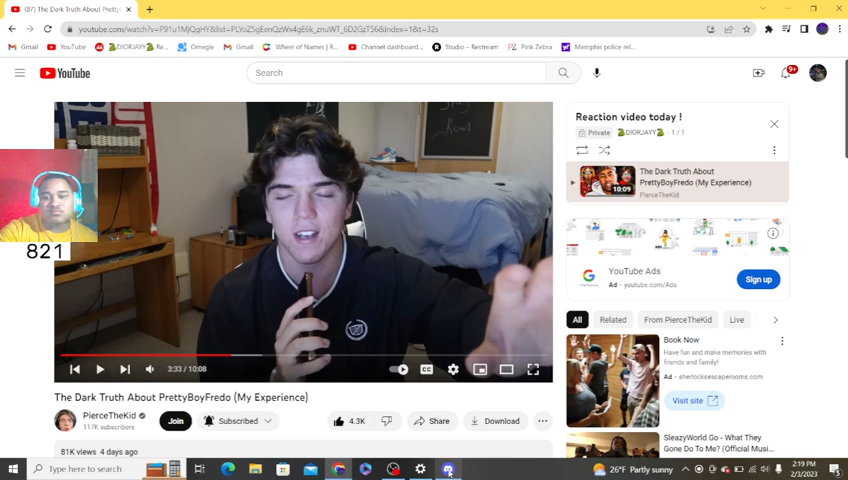 (87) The Dark Truth About PrettyB
youtube.com/watch?v=P91u1MjQgHY&list=PLYoZ5gEenQzWx4gE6k_znuWT_6D2GzT56&index=1&t=32s
Gmail YouTube DIORJAYY Re... Omegle Gmail Wheel of Names | R... Channel dashboard... Studio – Restream Pink Zebra Memphis police rel...
YouTube
Search
9+
Reaction video today !
Private DIORJAYY 1 / 1
10:09
The Dark Truth About
PrettyBoyFredo (My Experience)
PierceTheKid
821
YouTube Ads
Ad · youtube.com/Ads
Sign up
All Related From PierceTheKid Live
Book Now
Have fun and make memories with
friends and family!
Ad · sherlocksescaperooms.com
Visit site
3:33 / 10:08
The Dark Truth About PrettyBoyFredo (My Experience)
PierceTheKid
117K subscribers
Join
Subscribed
4.3K
Share
Download
81K views 4 days ago
SleazyWorld Go - What They
Gon Do To Me? (Official Musi...
Type here to search
26°F Partly sunny
2:19 PM
2/3/2023